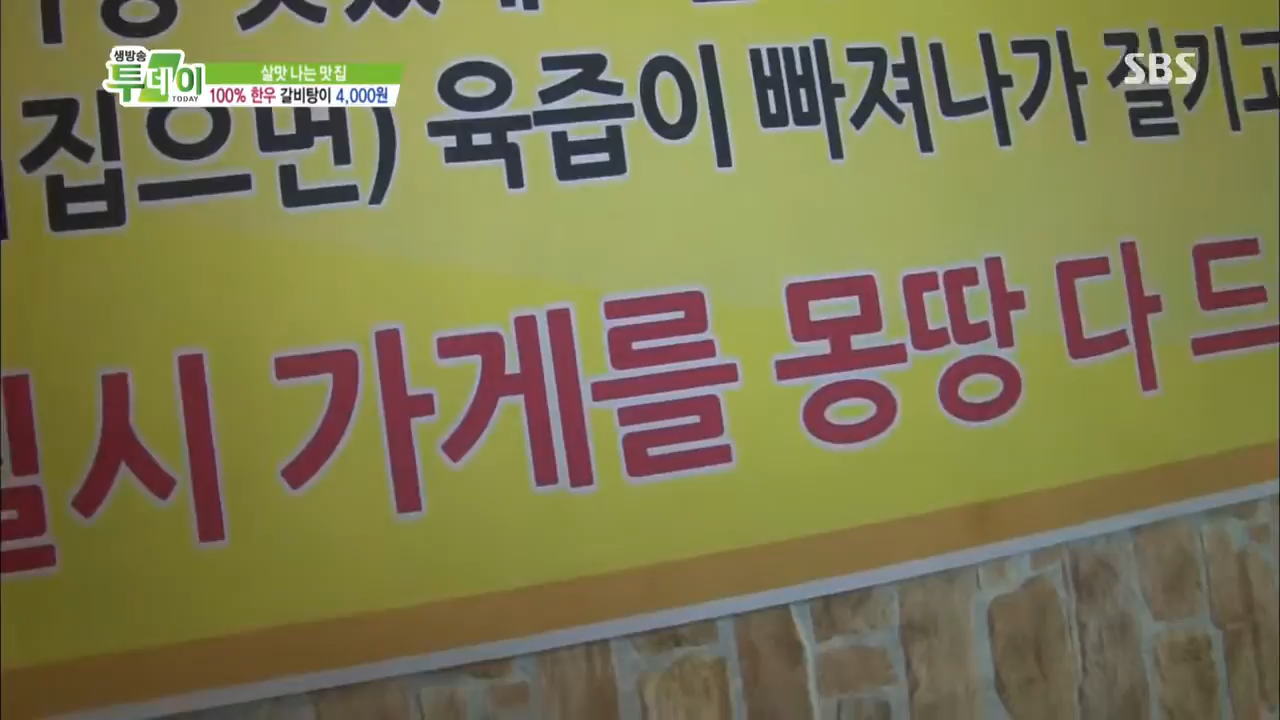 생방송
투데이
TODAY
살맛 나는 맛집
100% 한우 갈비탕이 4,000원
SBS
집으면) 육즙이 빠져나가 질기고
시 가게를 몽땅 다 드